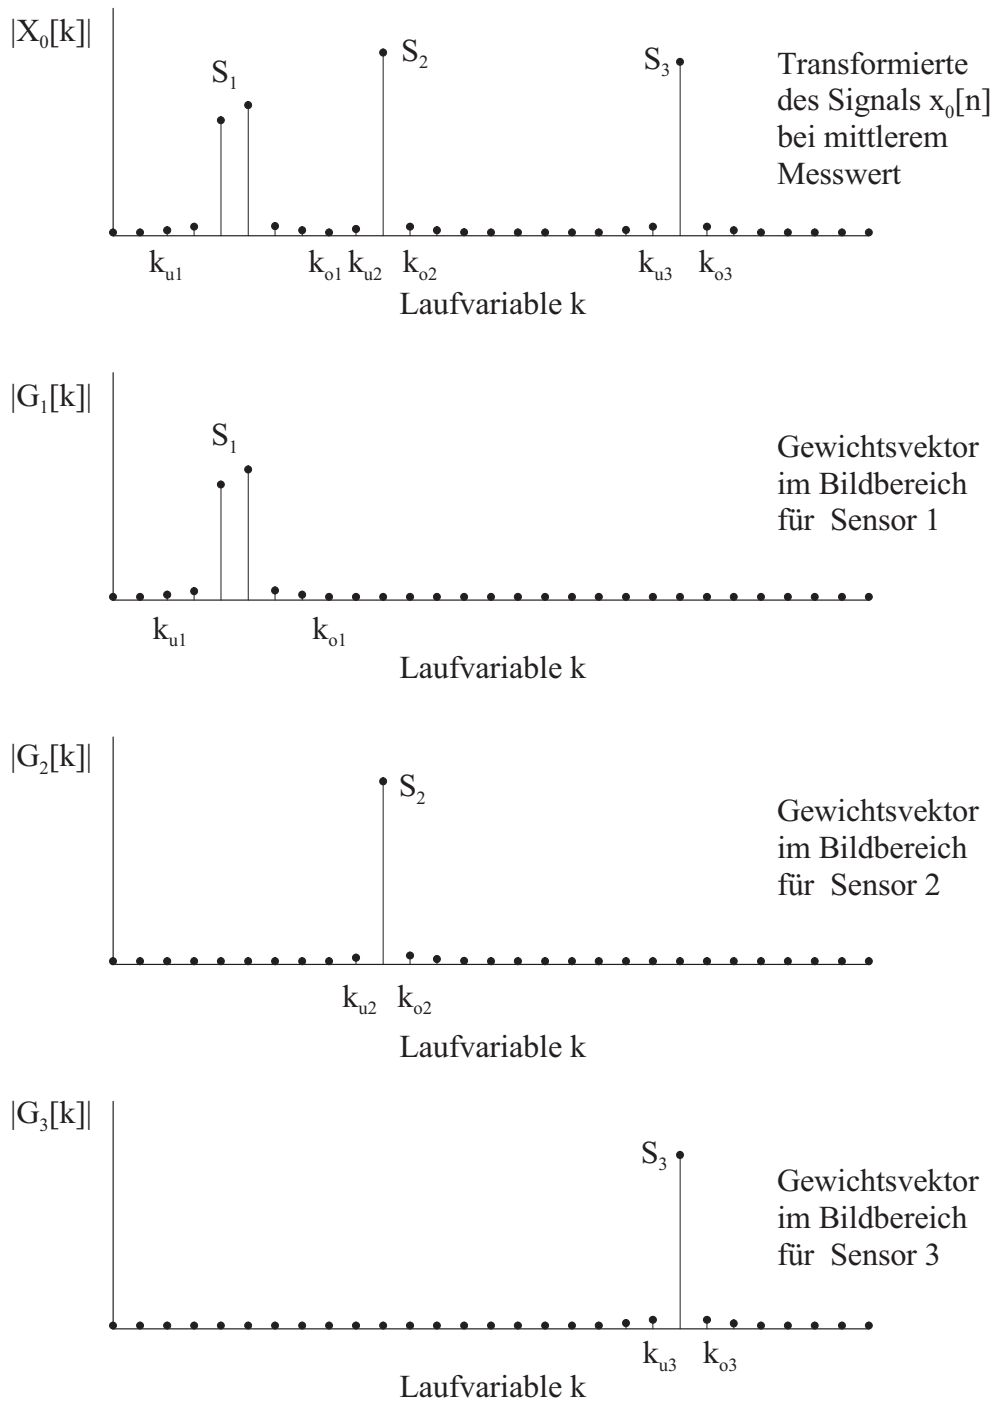 |X₀[k]|
S₁
S₂
S₃
Transformierte
des Signals x₀[n]
bei mittlerem
Messwert
kᵤ₁ kₒ₁ kᵤ₂ kₒ₂ kᵤ₃ kₒ₃
Laufvariable k
|G₁[k]|
S₁
Gewichtsvektor
im Bildbereich
für Sensor 1
kᵤ₁ kₒ₁
Laufvariable k
|G₂[k]|
S₂
Gewichtsvektor
im Bildbereich
für Sensor 2
kᵤ₂ kₒ₂
Laufvariable k
|G₃[k]|
S₃
Gewichtsvektor
im Bildbereich
für Sensor 3
kᵤ₃ kₒ₃
Laufvariable k